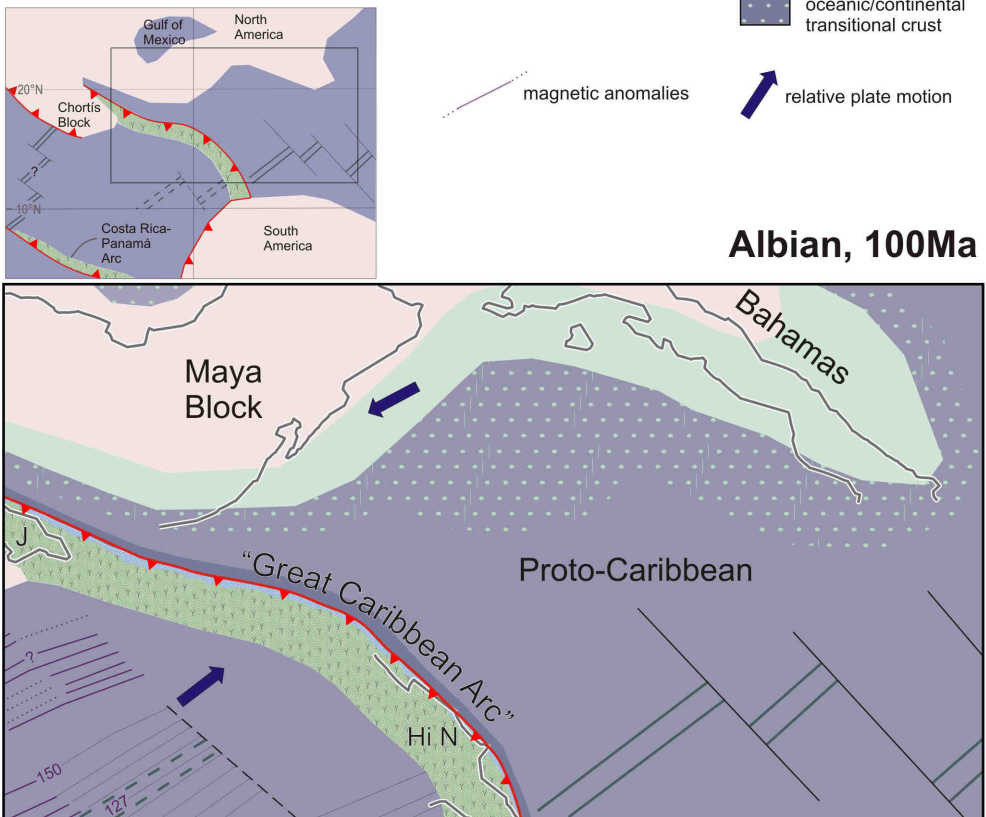 Gulf of
Mexico
North
America
20°N
Chortís
Block
?
10°N
Costa Rica-
Panamá
Arc
South
America
oceanic/continental
transitional crust
magnetic anomalies
relative plate motion
Albian, 100Ma
Maya
Block
Bahamas
J
"Great Caribbean Arc"
Proto-Caribbean
?
Hi N
150
127